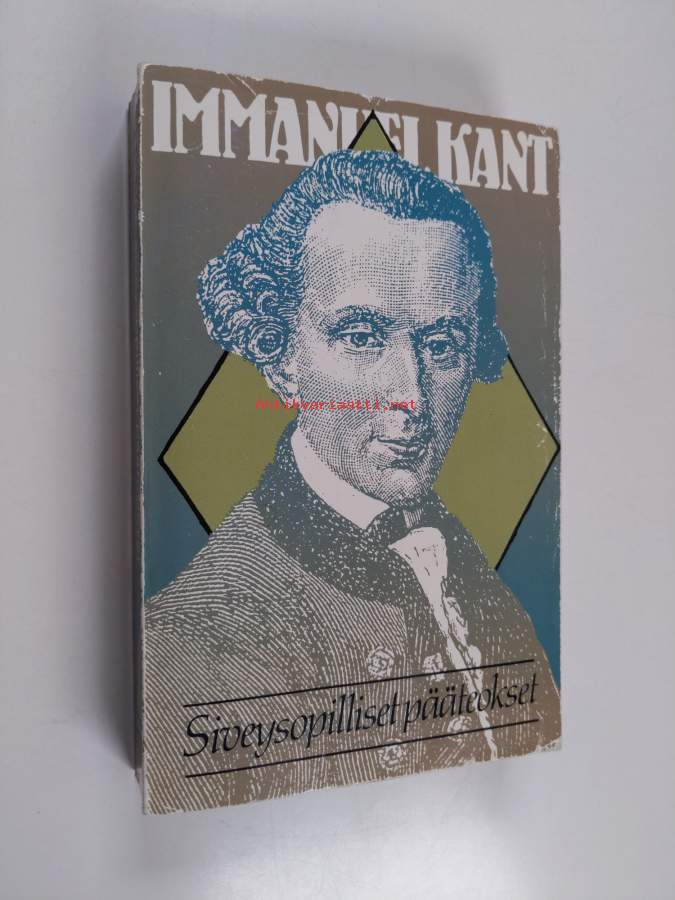 IMMANUEL KANT
Antikvariaatti.net
Siveysopilliset pääteokset